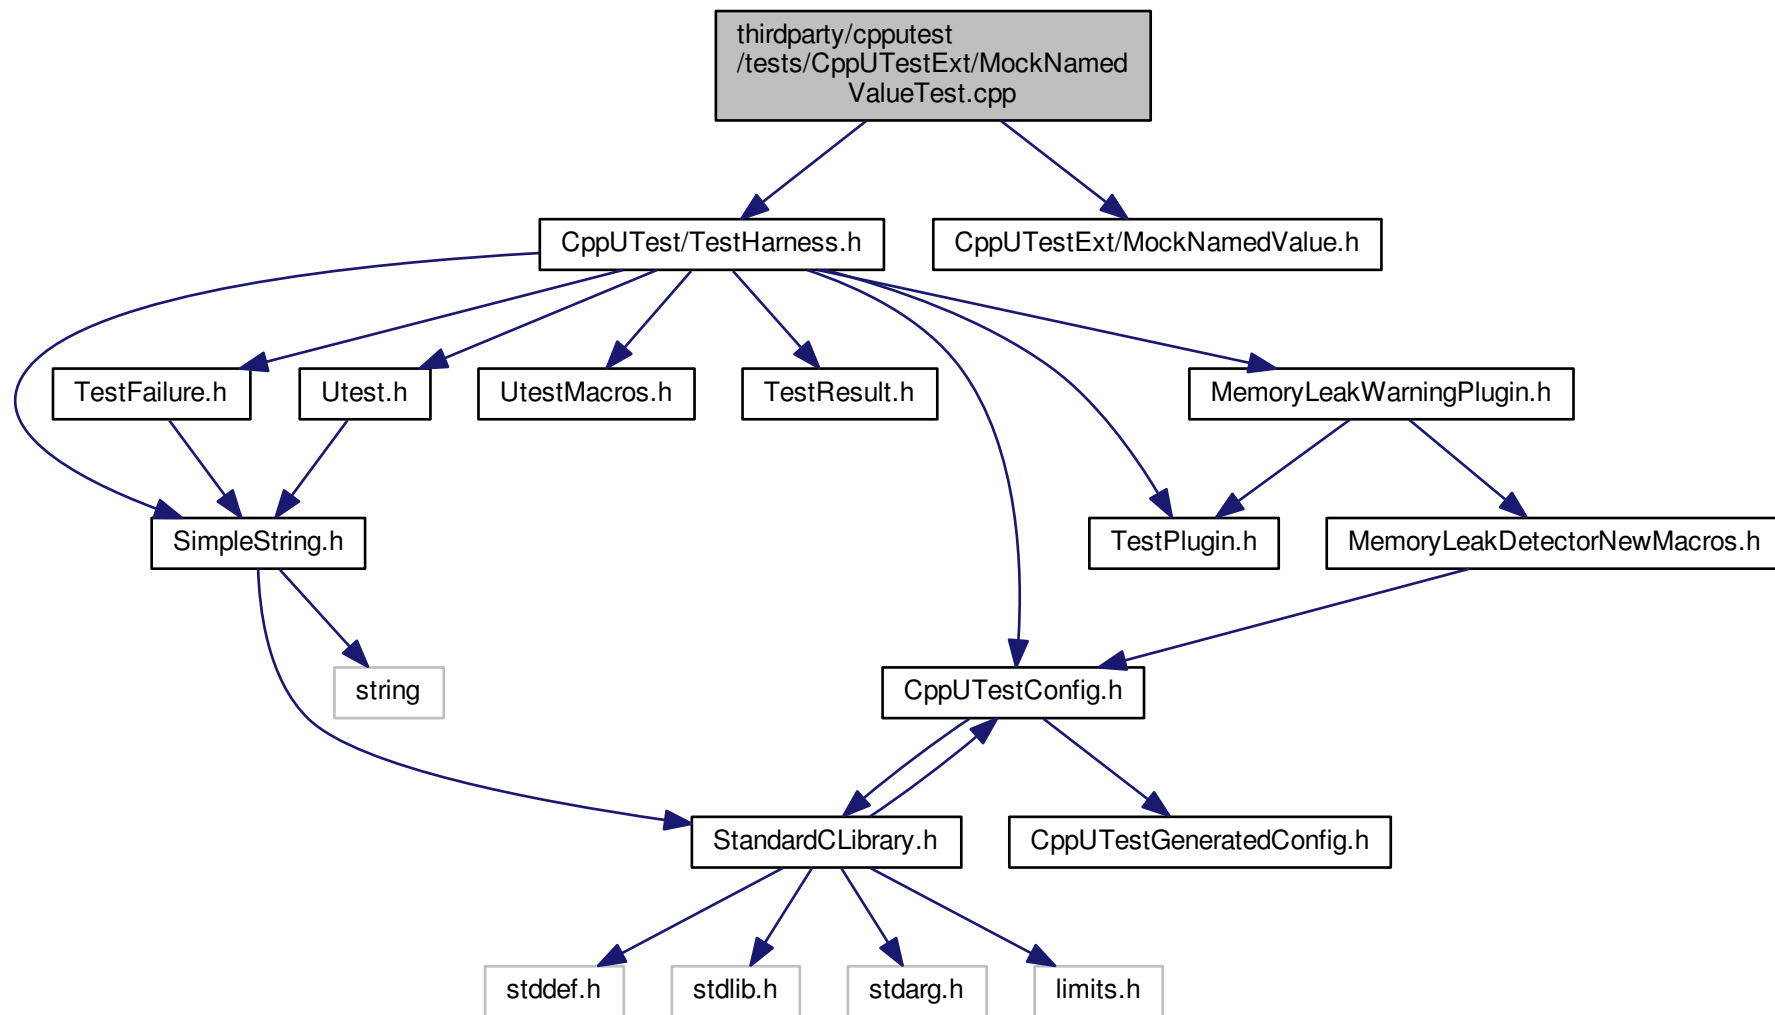 thirdparty/cpputest
/tests/CppUTestExt/MockNamed
ValueTest.cpp
CppUTest/TestHarness.h
CppUTestExt/MockNamedValue.h
TestFailure.h
Utest.h
UtestMacros.h
TestResult.h
MemoryLeakWarningPlugin.h
SimpleString.h
TestPlugin.h
MemoryLeakDetectorNewMacros.h
string
CppUTestConfig.h
StandardCLibrary.h
CppUTestGeneratedConfig.h
stddef.h
stdlib.h
stdarg.h
limits.h